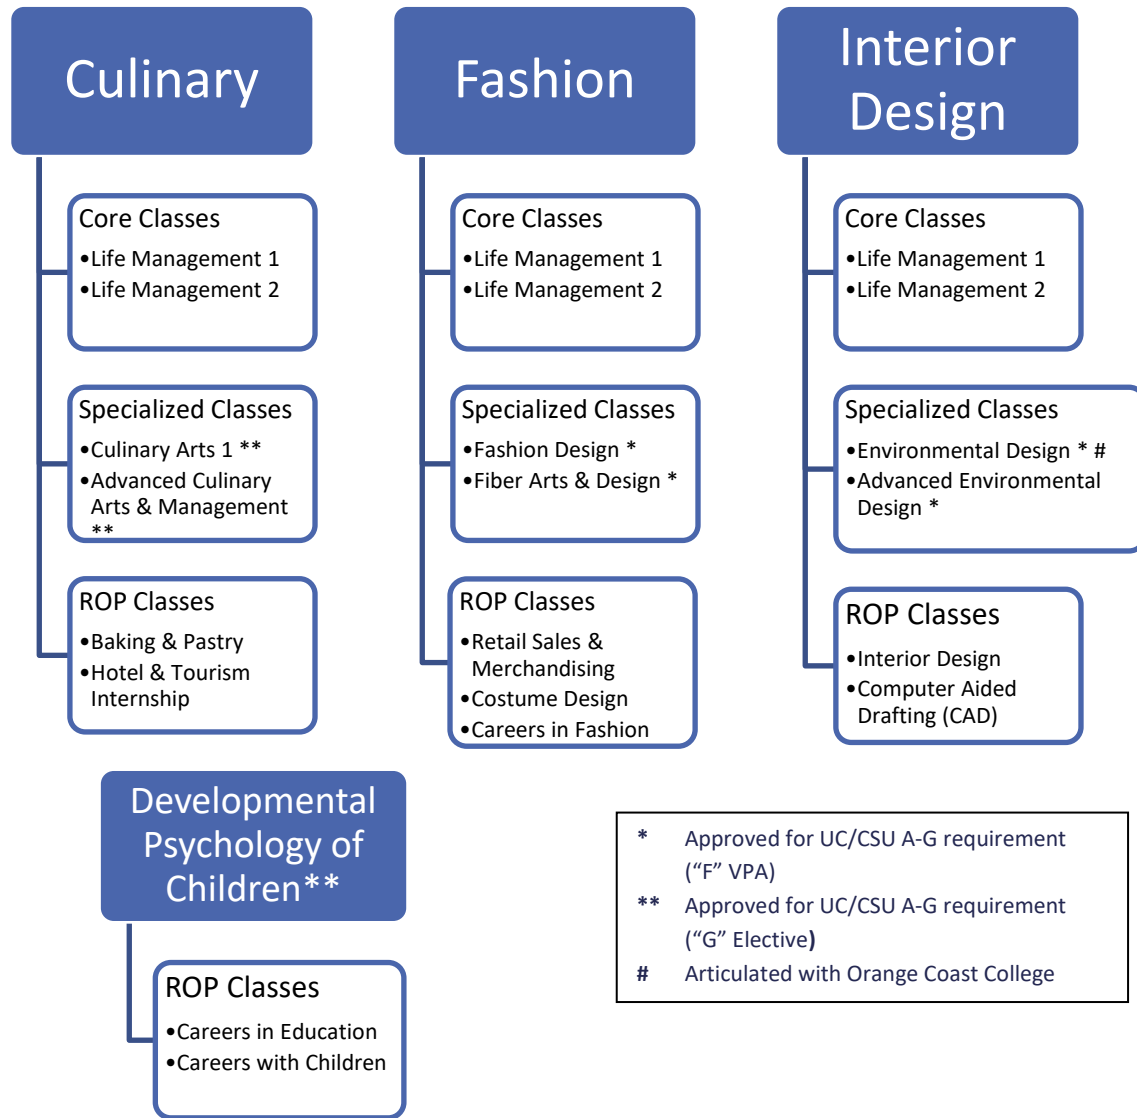 Culinary
Core Classes
•Life Management 1
•Life Management 2
Specialized Classes
•Culinary Arts 1 **
•Advanced Culinary
Arts & Management
**
ROP Classes
•Baking & Pastry
•Hotel & Tourism
Internship
Fashion
Core Classes
•Life Management 1
•Life Management 2
Specialized Classes
•Fashion Design *
•Fiber Arts & Design *
ROP Classes
•Retail Sales &
Merchandising
•Costume Design
•Careers in Fashion
Interior
Design
Core Classes
•Life Management 1
•Life Management 2
Specialized Classes
•Environmental Design * #
•Advanced Environmental
Design *
ROP Classes
•Interior Design
•Computer Aided
Drafting (CAD)
Developmental
Psychology of
Children**
ROP Classes
•Careers in Education
•Careers with Children
* Approved for UC/CSU A-G requirement
(“F” VPA)
** Approved for UC/CSU A-G requirement
(“G” Elective)
# Articulated with Orange Coast College